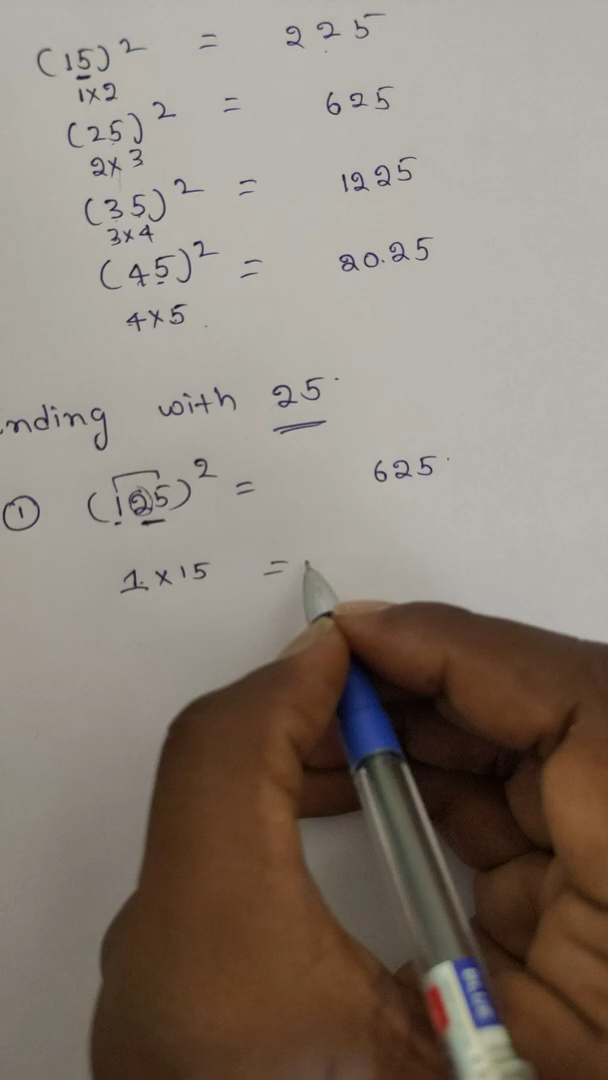 (15)² = 225
1×2
(25)² = 625
2×3
(35)² = 1225
3×4
(45)² = 20.25
4×5
nding with 25
① (125)² = 625
1×15 =
BLUE